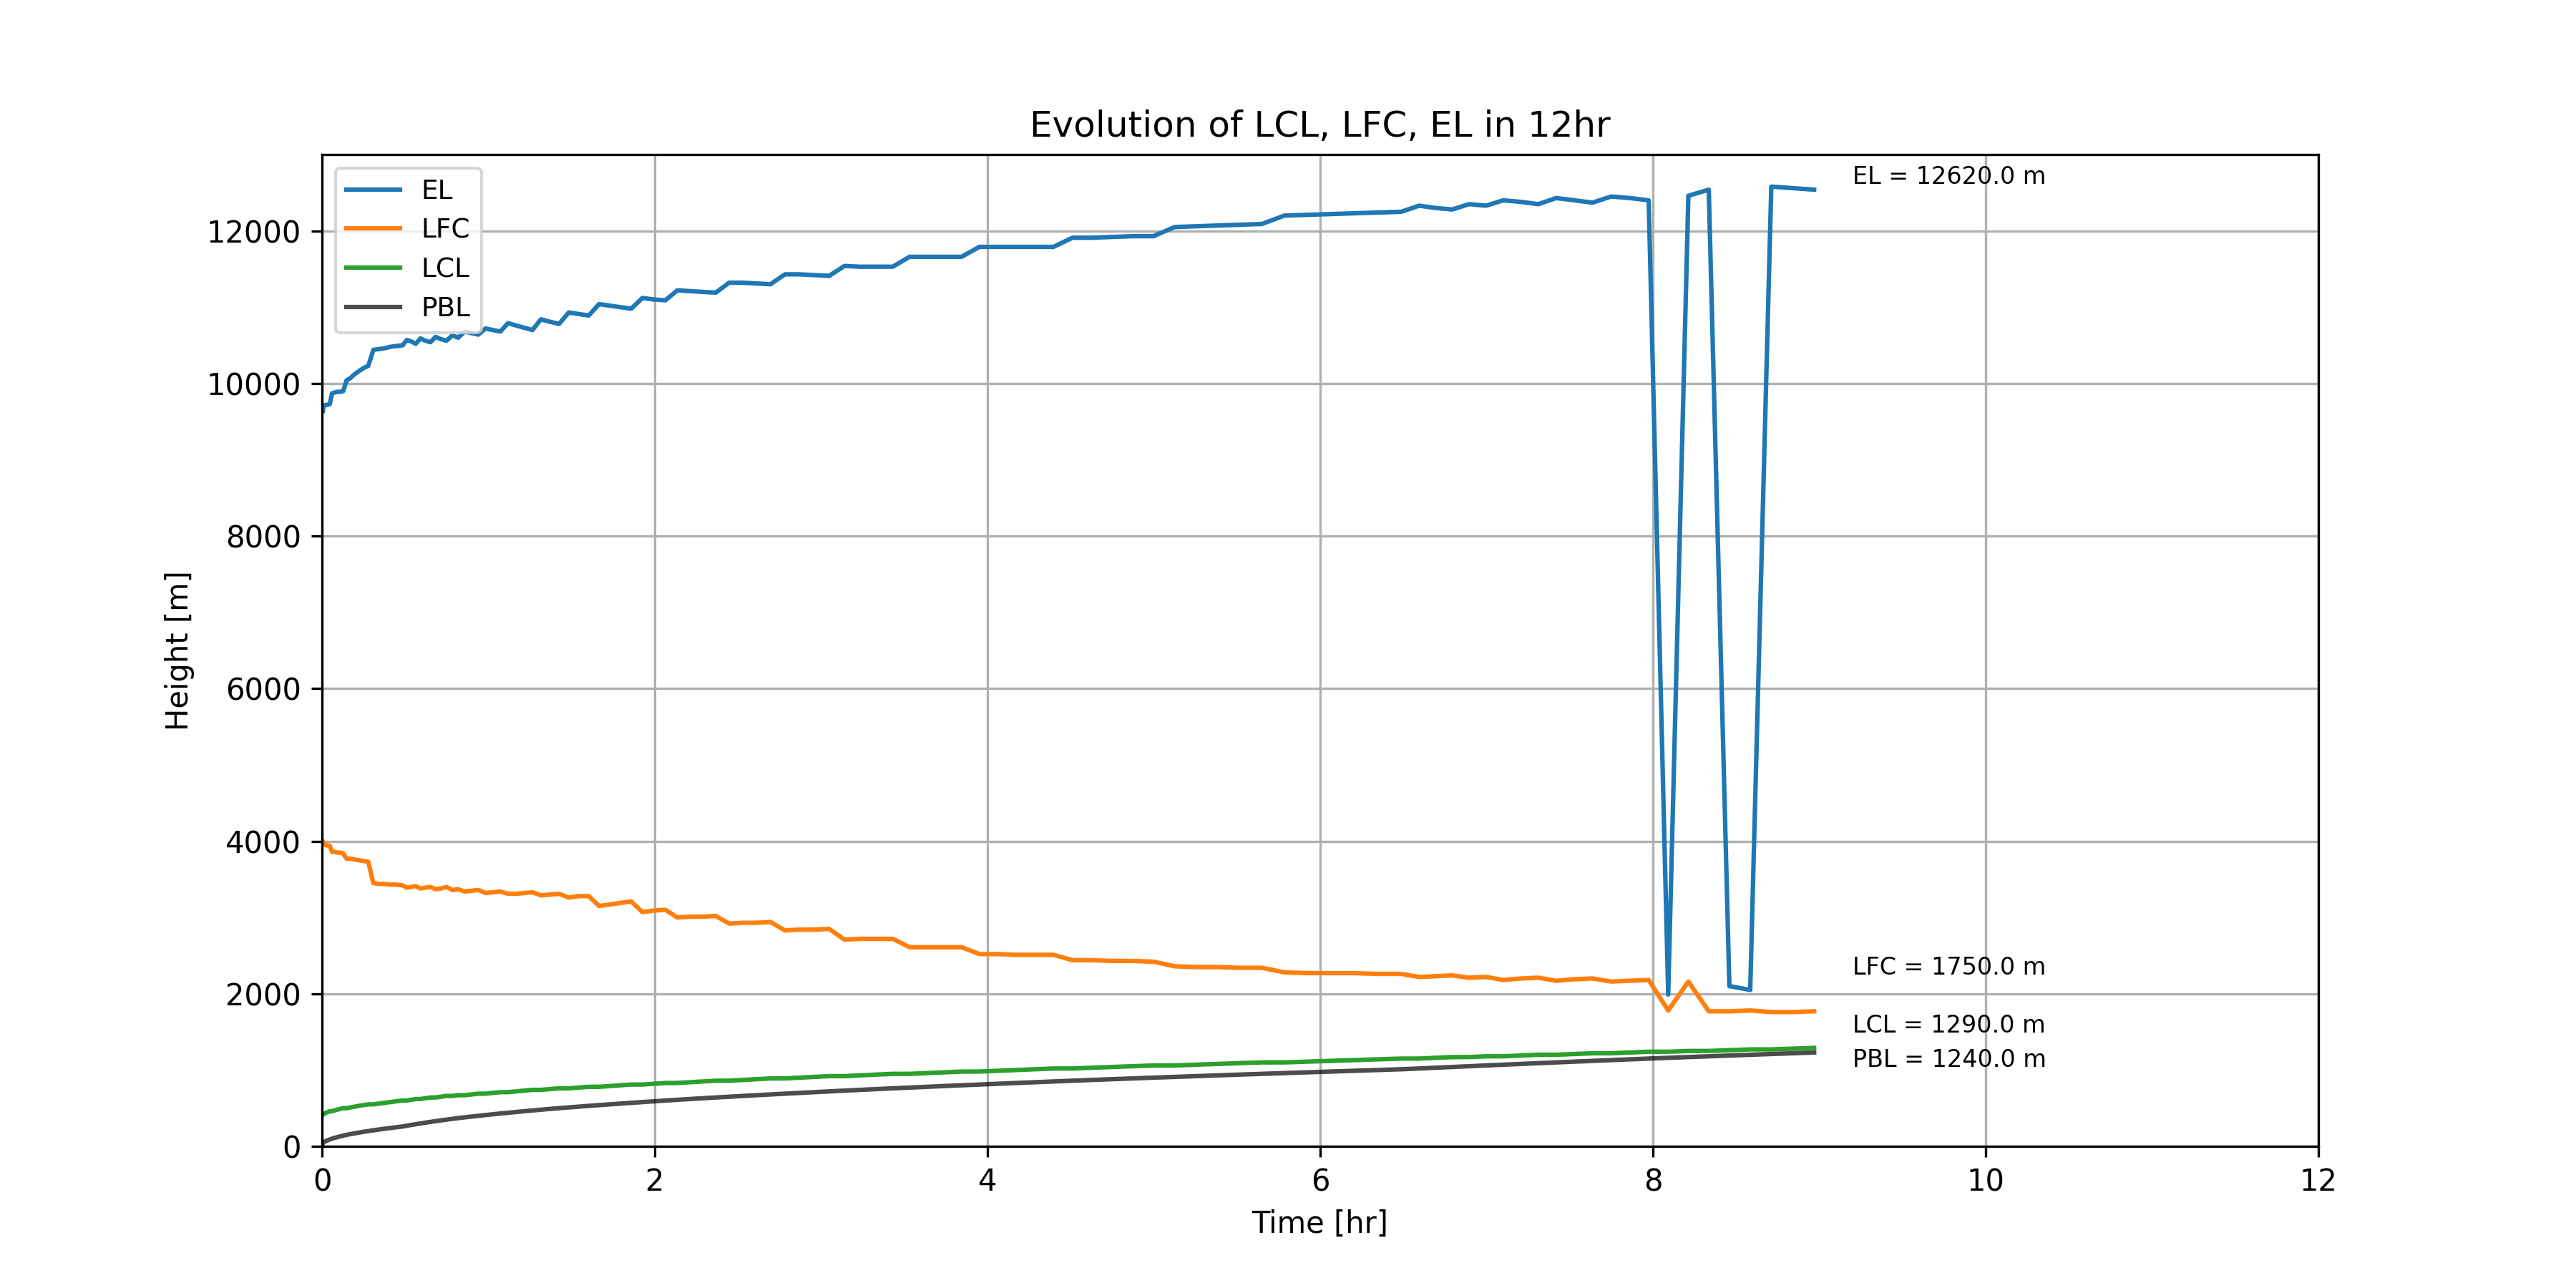 Evolution of LCL, LFC, EL in 12hr
EL
LFC
LCL
PBL
EL = 12620.0 m
LFC = 1750.0 m
LCL = 1290.0 m
PBL = 1240.0 m
12000
10000
8000
6000
4000
2000
0
Height [m]
0 2 4 6 8 10 12
Time [hr]